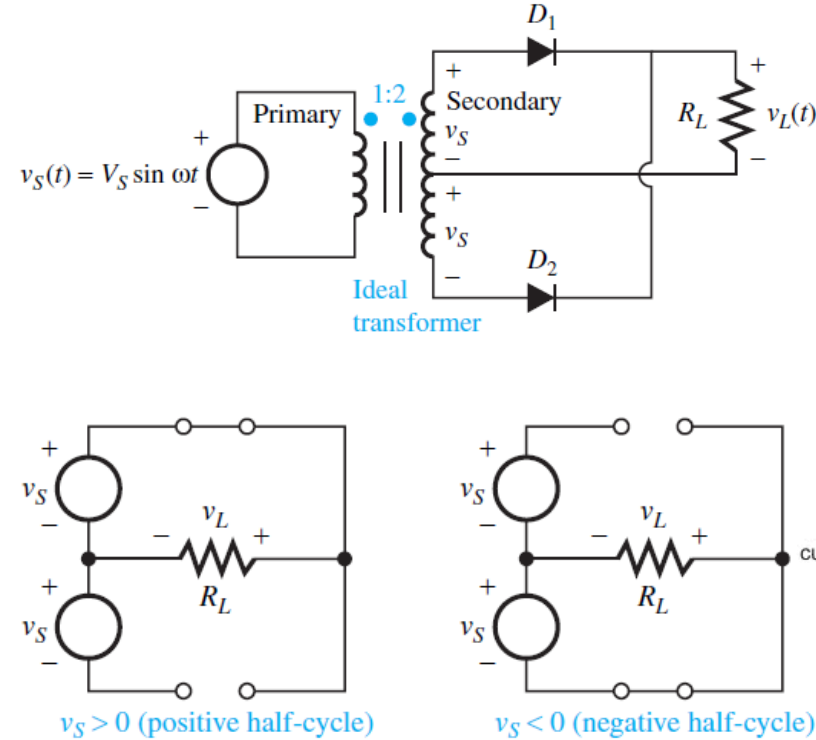 D1
1:2
Primary
Secondary
+
vS
−
+
vS
−
+
RL
vL(t)
−
+
vS(t) = VS sin ωt
−
D2
Ideal
transformer
+
vS
−
−
vL
+
RL
+
vS
−
vS > 0 (positive half-cycle)
+
vS
−
−
vL
+
RL
+
vS
−
vS < 0 (negative half-cycle)